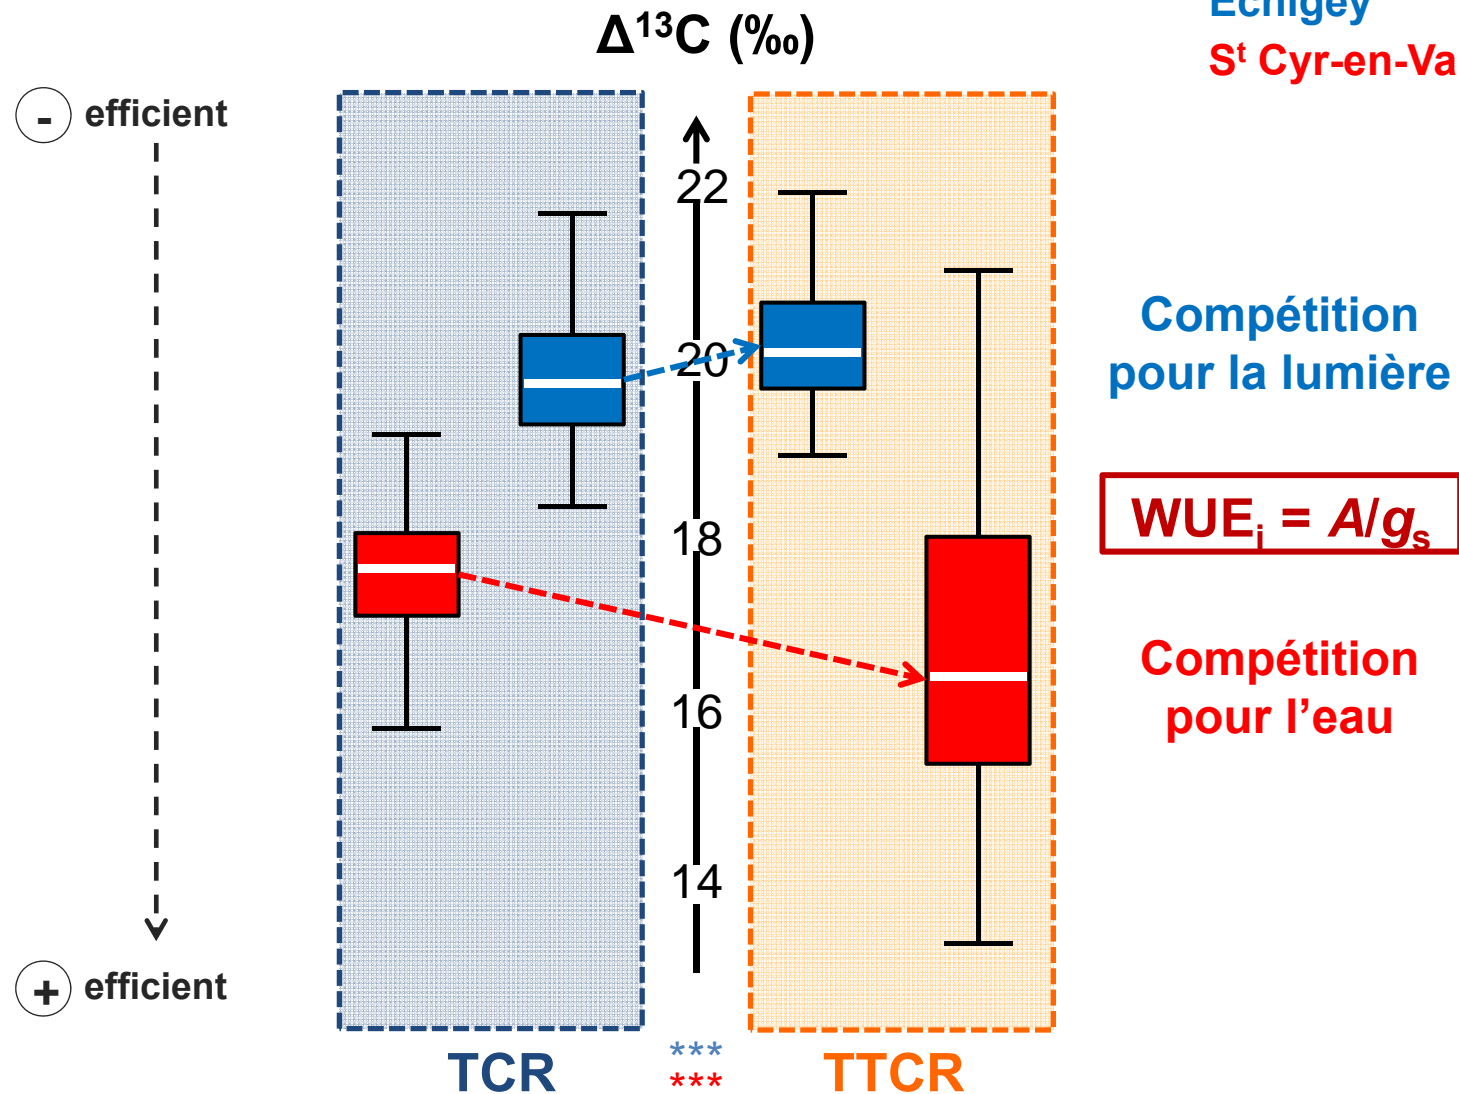 Δ¹³C (‰)
Echigey
Sᵗ Cyr-en-Va
- efficient
22
20
18
16
14
Compétition
pour la lumière
WUEᵢ = A/gₛ
Compétition
pour l’eau
+ efficient
TCR
***
***
TTCR